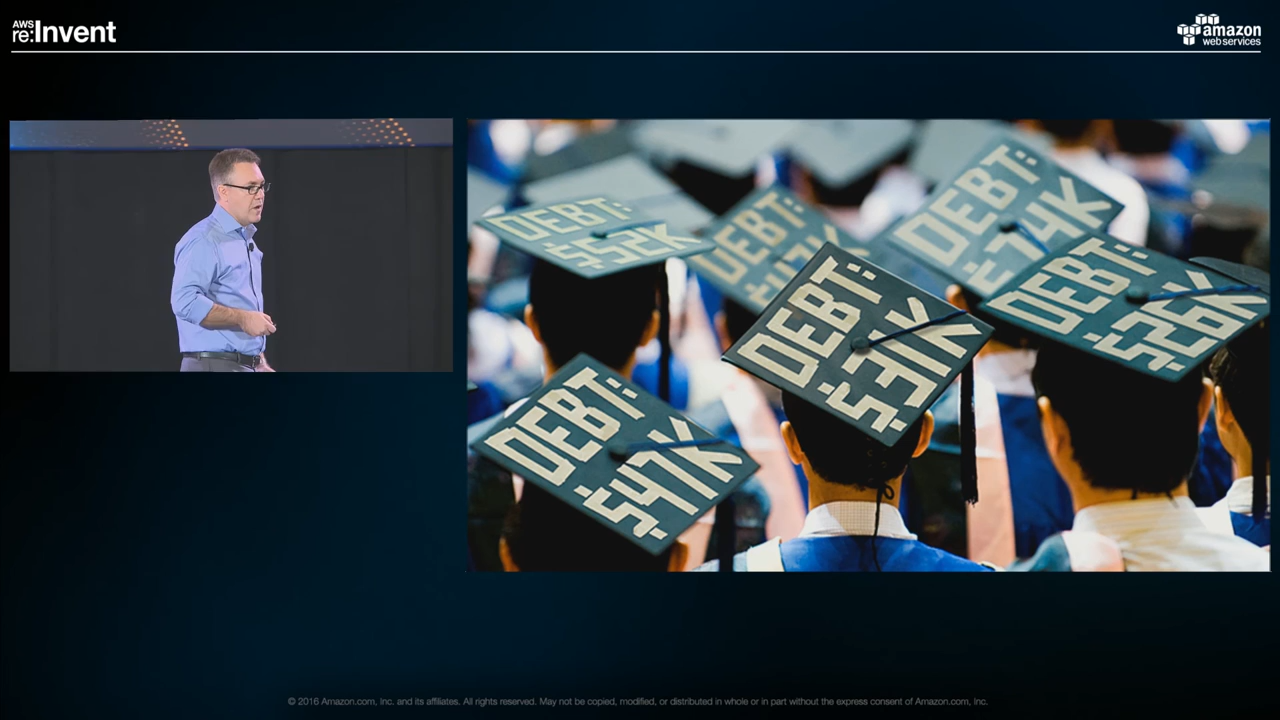 AWS
re:Invent
amazon
web services
DEBT:
$52K
DEBT:
DEBT:
$74K
DEBT:
$31K
DEBT:
$26K
DEBT:
$47K
© 2016 Amazon.com, Inc. and its affiliates. All rights reserved. May not be copied, modified, or distributed in whole or in part without the express consent of Amazon.com, Inc.